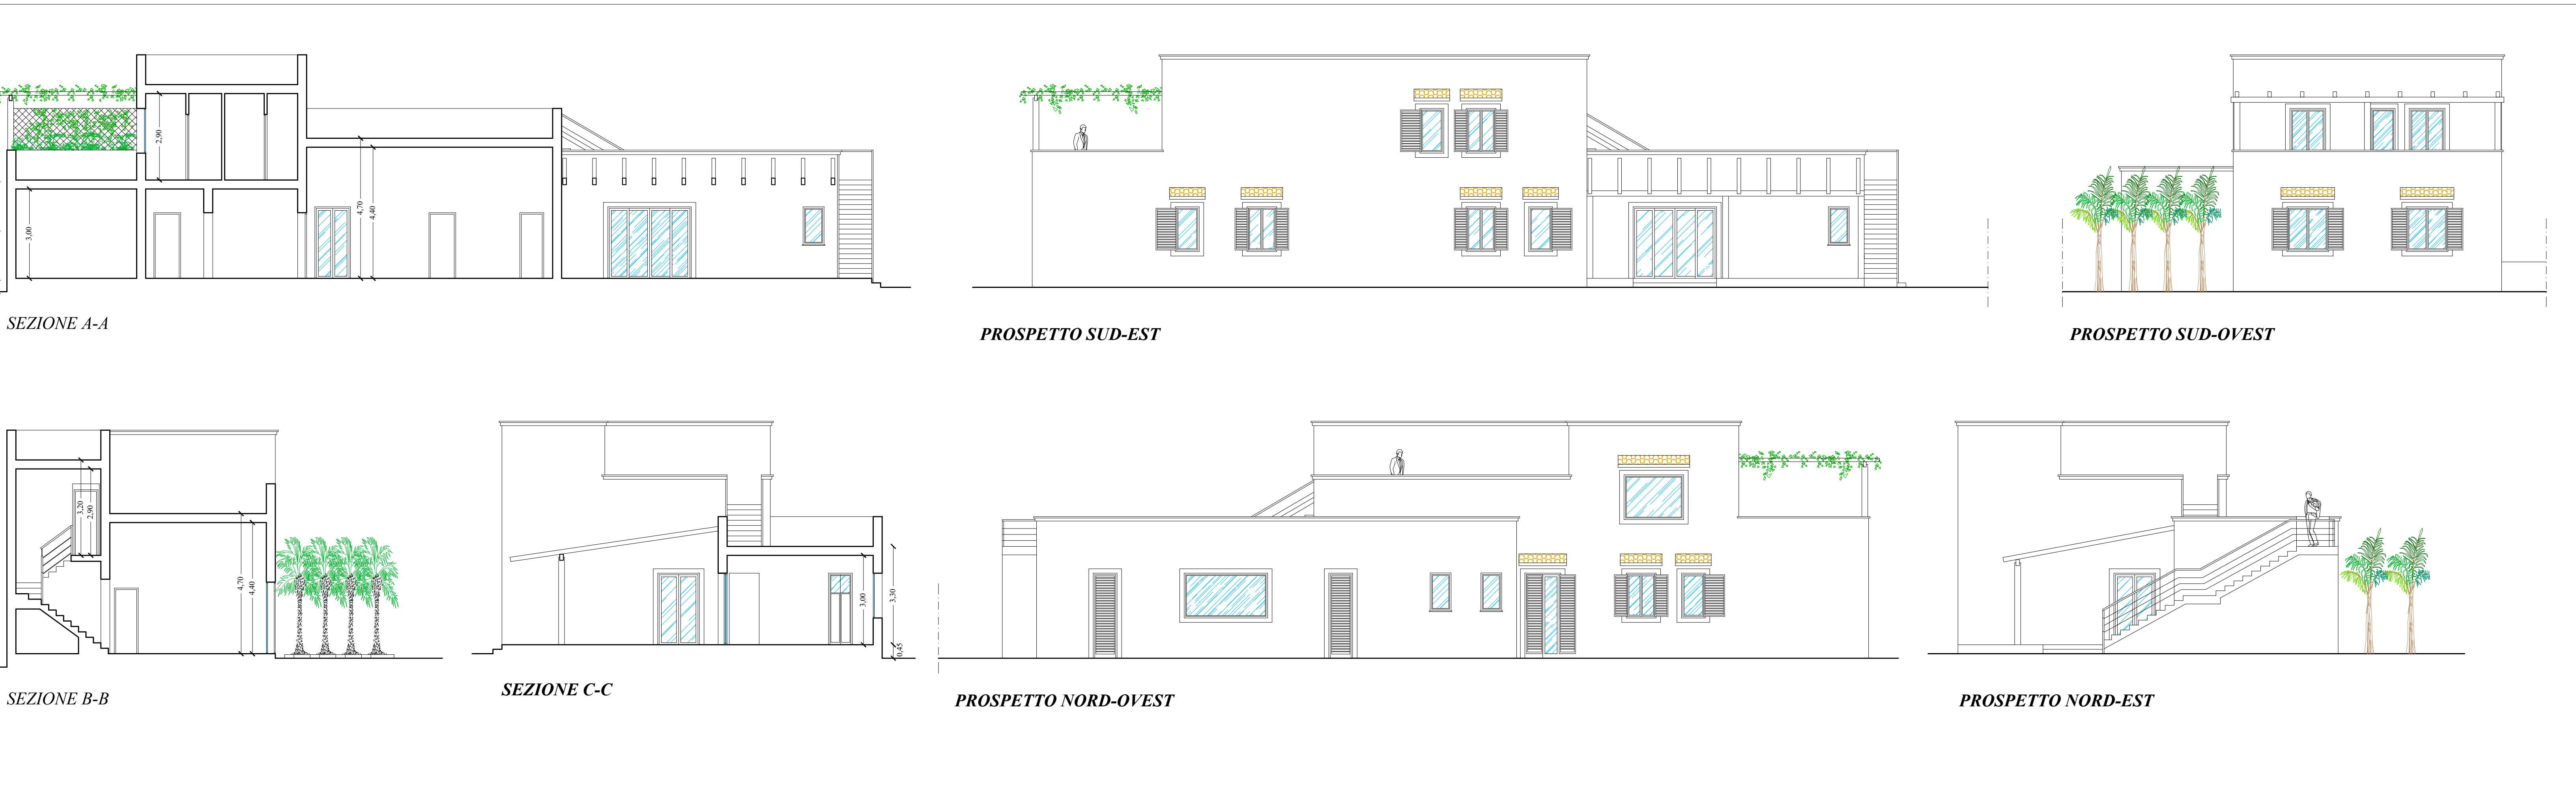 2,90
3,00
4,70
4,40
SEZIONE A-A
PROSPETTO SUD-EST
PROSPETTO SUD-OVEST
3,20
2,90
4,70
4,40
SEZIONE B-B
3,00
3,30
0,45
SEZIONE C-C
PROSPETTO NORD-OVEST
PROSPETTO NORD-EST